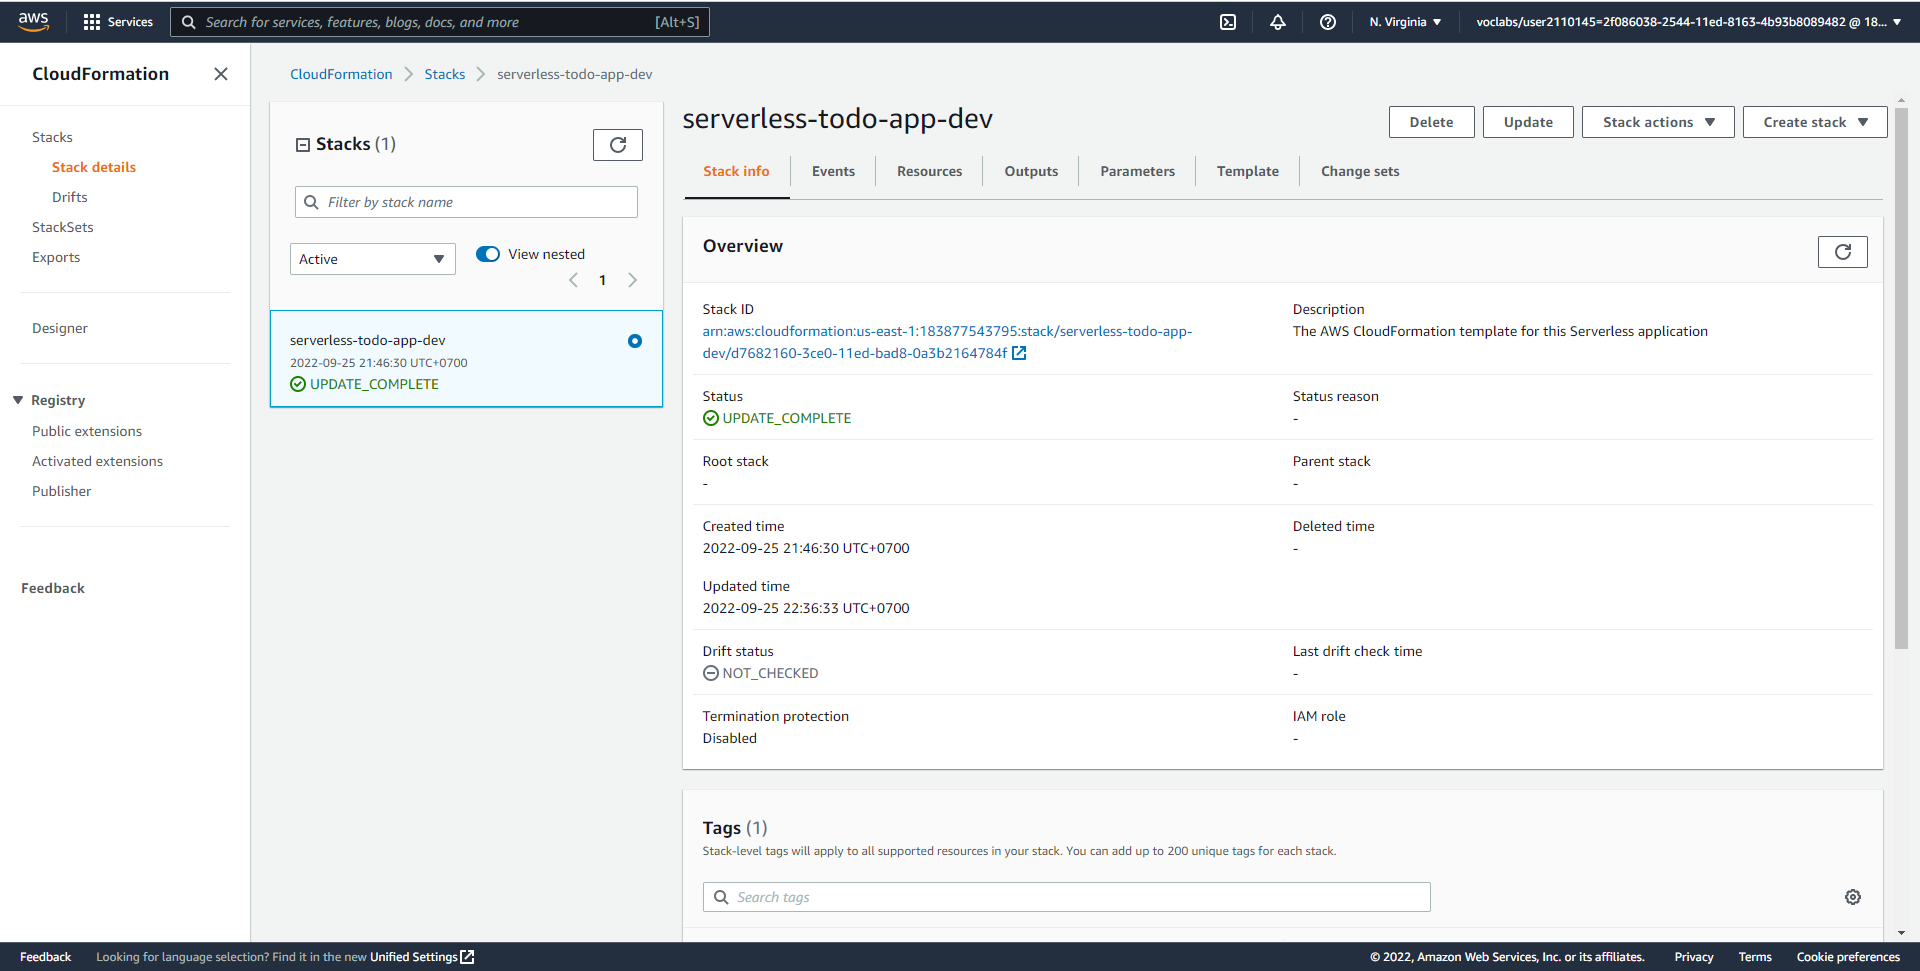 aws
Services
Search for services, features, blogs, docs, and more
[Alt+S]
N. Virginia
voclabs/user2110145=2f086038-2544-11ed-8163-4b93b8089482 @ 18...
CloudFormation
Stacks
Stack details
Drifts
StackSets
Exports
Designer
Registry
Public extensions
Activated extensions
Publisher
Feedback
CloudFormation
Stacks
serverless-todo-app-dev
Stacks (1)
Filter by stack name
Active
View nested
1
serverless-todo-app-dev
2022-09-25 21:46:30 UTC+0700
UPDATE_COMPLETE
serverless-todo-app-dev
Delete
Update
Stack actions
Create stack
Stack info
Events
Resources
Outputs
Parameters
Template
Change sets
Overview
Stack ID
arn:aws:cloudformation:us-east-1:183877543795:stack/serverless-todo-app-
dev/d7682160-3ce0-11ed-bad8-0a3b2164784f
Description
The AWS CloudFormation template for this Serverless application
Status
UPDATE_COMPLETE
Status reason
-
Root stack
-
Parent stack
-
Created time
2022-09-25 21:46:30 UTC+0700
Deleted time
-
Updated time
2022-09-25 22:36:33 UTC+0700
Drift status
NOT_CHECKED
Last drift check time
-
Termination protection
Disabled
IAM role
-
Tags (1)
Stack-level tags will apply to all supported resources in your stack. You can add up to 200 unique tags for each stack.
Search tags
Feedback
Looking for language selection? Find it in the new Unified Settings
© 2022, Amazon Web Services, Inc. or its affiliates.
Privacy
Terms
Cookie preferences